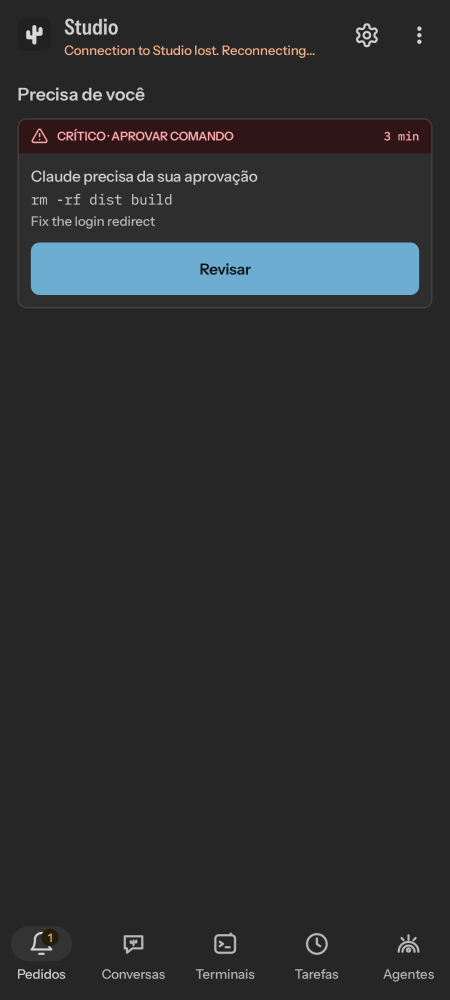 Studio
Connection to Studio lost. Reconnecting...
Precisa de você
CRÍTICO · APROVAR COMANDO 3 min
Claude precisa da sua aprovação
rm -rf dist build
Fix the login redirect
Revisar
1
Pedidos Conversas Terminais Tarefas Agentes